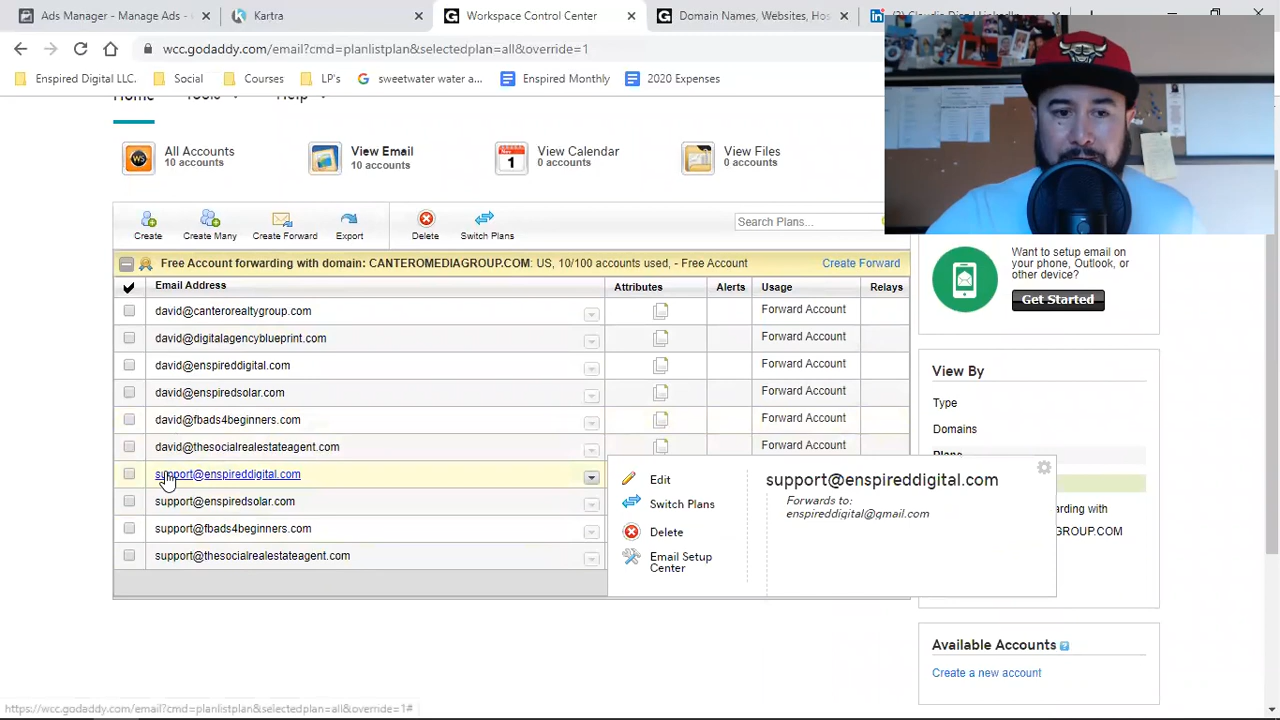 Ads Manager - Manage Ads
Kartra
Workspace Control Center
Domain Names, Websites, Hos
wcc.godaddy.com/email?cmd=planlistplan&selectedplan=all&override=1
Enspired Digital LLC.
Social
Courses
LP's
sweetwater water a...
Enspired Monthly
2020 Expenses
Home
Tools
Help
All Accounts
10 accounts
View Email
10 accounts
View Calendar
0 accounts
View Files
0 accounts
Create
Create Many
Create Forward
Export
Delete
Switch Plans
Search Plans...
Free Account forwarding with domain: CANTEROMEDIAGROUP.COM: US, 10/100 accounts used, - Free Account
Create Forward
Email Address
Attributes
Alerts
Usage
Relays
david@canterorealtygroup.com
Forward Account
david@digitalagencyblueprint.com
Forward Account
david@enspireddigital.com
Forward Account
david@enspiredsolar.com
Forward Account
david@fbads4beginners.com
Forward Account
david@thesocialrealestateagent.com
Forward Account
support@enspireddigital.com
support@enspiredsolar.com
support@fbads4beginners.com
support@thesocialrealestateagent.com
Edit
Switch Plans
Delete
Email Setup
Center
support@enspireddigital.com
Forwards to:
enspireddigital@gmail.com
Want to setup email on
your phone, Outlook, or
other device?
Get Started
View By
Type
Domains
Plans
arding with
GROUP.COM
Available Accounts
Create a new account
https://wcc.godaddy.com/email?cmd=planlistplan&selectedplan=all&override=1#